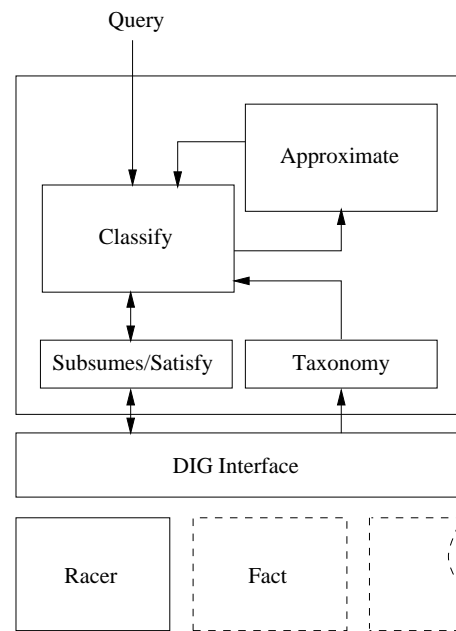 Query
Approximate
Classify
Subsumes/Satisfy
Taxonomy
DIG Interface
Racer
Fact